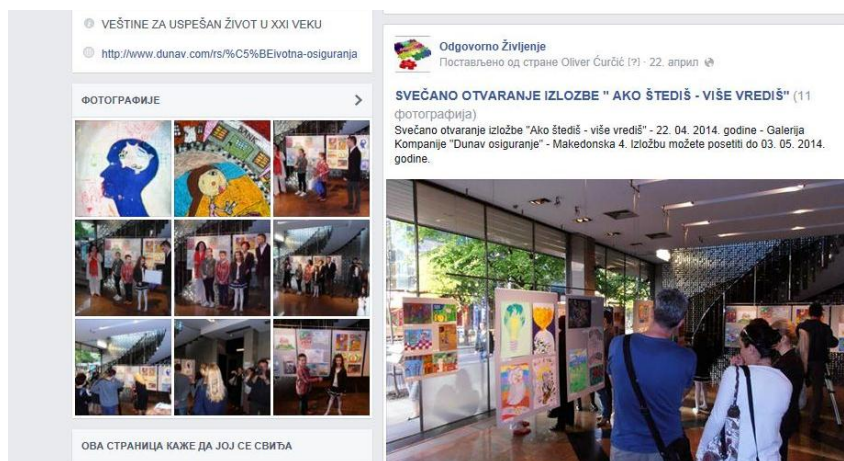 VEŠTINE ZA USPEŠAN ŽIVOT U XXI VEKU
http://www.dunav.com/rs/%C5%BEivotna-osiguranja
ФОТОГРАФИЈЕ
ОВА СТРАНИЦА КАЖЕ ДА ЈОЈ СЕ СВИЂА
Odgovorno Življenje
Постављено од стране Oliver Ćurčić [?] · 22. април
SVEČANO OTVARANJE IZLOZBE " AKO ŠTEDIŠ - VIŠE VREDIŠ" (11
фотографија)
Svečano otvaranje izložbe "Ako štediš - više vrediš" - 22. 04. 2014. godine - Galerija
Kompanije "Dunav osiguranje" - Makedonska 4. Izložbu možete posetiti do 03. 05. 2014.
godine.